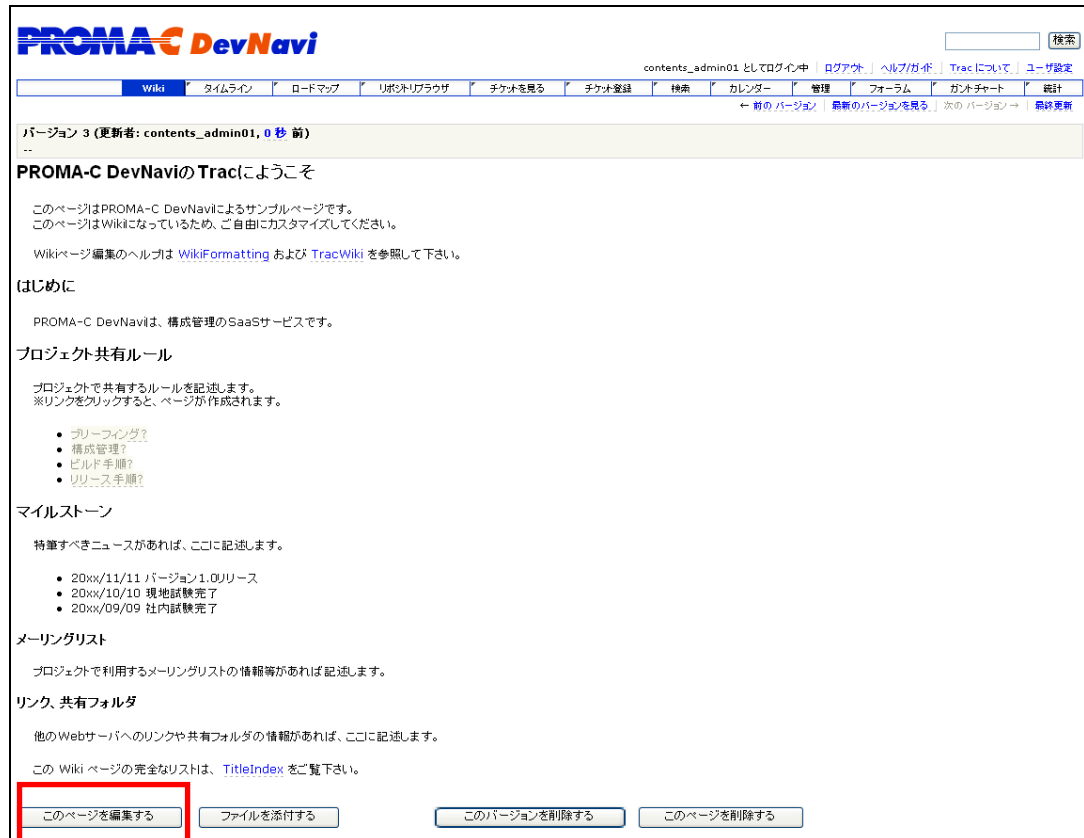 PROMA-C DevNavi
検索
contents_admin01 としてログイン中 ログアウト ヘルプ/ガイド Trac について ユーザ設定
Wiki タイムライン ロードマップ リポジトリブラウザ チケットを見る チケット登録 検索 カレンダー 管理 フォーラム ガントチャート 統計
← 前の バージョン 最新のバージョンを見る 次の バージョン → 最終更新
バージョン 3 (更新者: contents_admin01, 0 秒 前)
--
PROMA-C DevNaviの Tracにようこそ
このページはPROMA-C DevNaviによるサンプルページです。
このページはWikiになっているため、ご自由にカスタマイズしてください。
Wikiページ編集のヘルプは WikiFormatting および TracWiki を参照して下さい。
はじめに
PROMA-C DevNaviは、構成管理のSaaSサービスです。
プロジェクト共有ルール
プロジェクトで共有するルールを記述します。
※リンクをクリックすると、ページが作成されます。
• ブリーフィング?
• 構成管理?
• ビルド手順?
• リリース手順?
マイルストーン
特筆すべきニュースがあれば、ここに記述します。
• 20xx/11/11 バージョン1.0リリース
• 20xx/10/10 現地試験完了
• 20xx/09/09 社内試験完了
メーリングリスト
プロジェクトで利用するメーリングリストの情報等があれば記述します。
リンク、共有フォルダ
他のWebサーバへのリンクや共有フォルダの情報があれば、ここに記述します。
この Wiki ページの完全なリストは、 TitleIndex をご覧下さい。
このページを編集する ファイルを添付する このバージョンを削除する このページを削除する